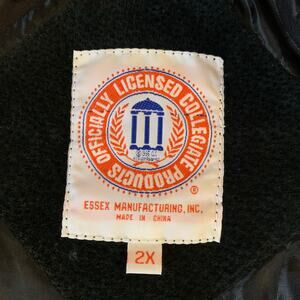 OFFICIALLY LICENSED COLLEGIATE PRODUCTS
®
ESSEX MANUFACTURING, INC.
MADE IN CHINA
2X